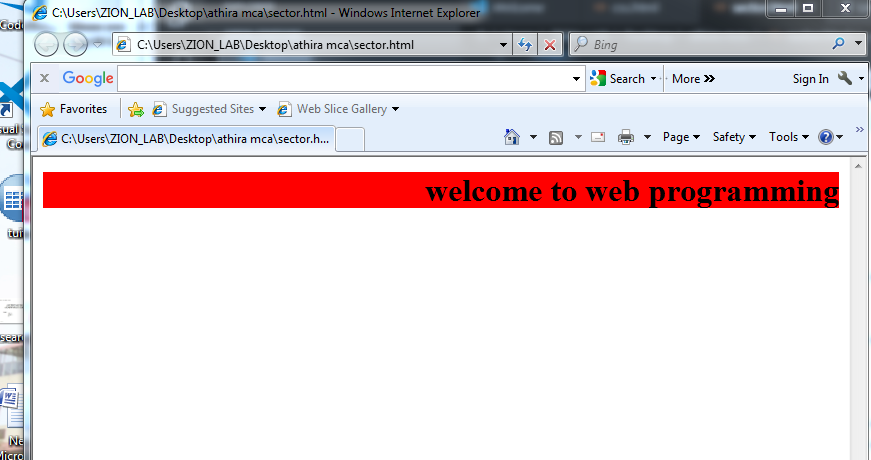 C:\Users\ZION_LAB\Desktop\athira mca\sector.html - Windows Internet Explorer
C:\Users\ZION_LAB\Desktop\athira mca\sector.html
Bing
Google
Search
More
Sign In
Favorites
Suggested Sites
Web Slice Gallery
C:\Users\ZION_LAB\Desktop\athira mca\sector.h...
Page
Safety
Tools
welcome to web programming